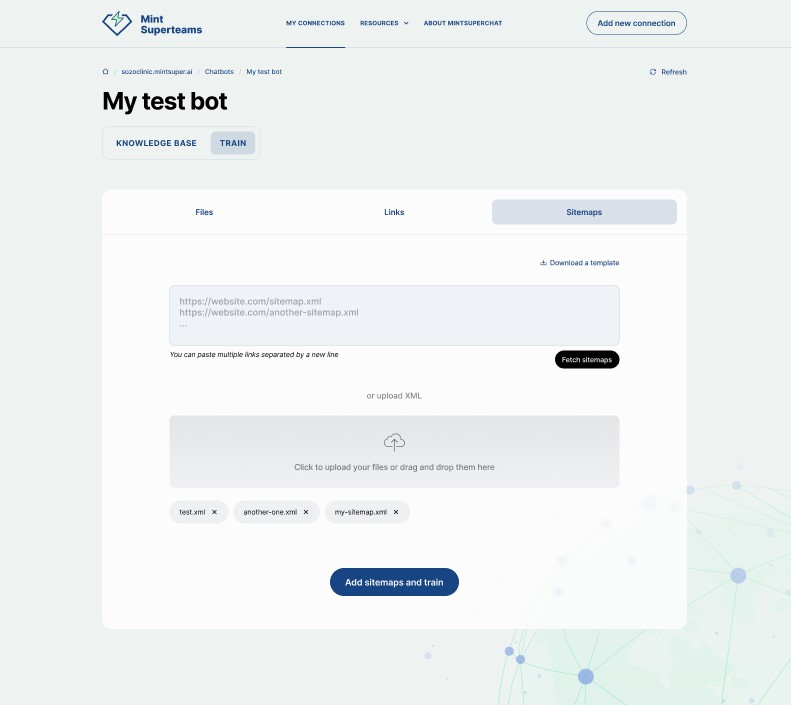 Mint
Superteams
MY CONNECTIONS
RESOURCES
ABOUT MINTSUPERCHAT
Add new connection
sozoclinic.mintsuper.ai / Chatbots / My test bot
Refresh
My test bot
KNOWLEDGE BASE
TRAIN
Files
Links
Sitemaps
Download a template
https://website.com/sitemap.xml
https://website.com/another-sitemap.xml
...
You can paste multiple links separated by a new line
Fetch sitemaps
or upload XML
Click to upload your files or drag and drop them here
test.xml
another-one.xml
my-sitemap.xml
Add sitemaps and train